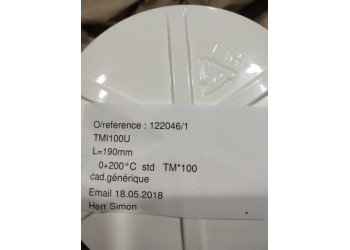 O/reference : 122046/1
TMI100U
L=190mm
0+200°C std TM*100
cad.générique
Email 18.05.2018
Herr Simon